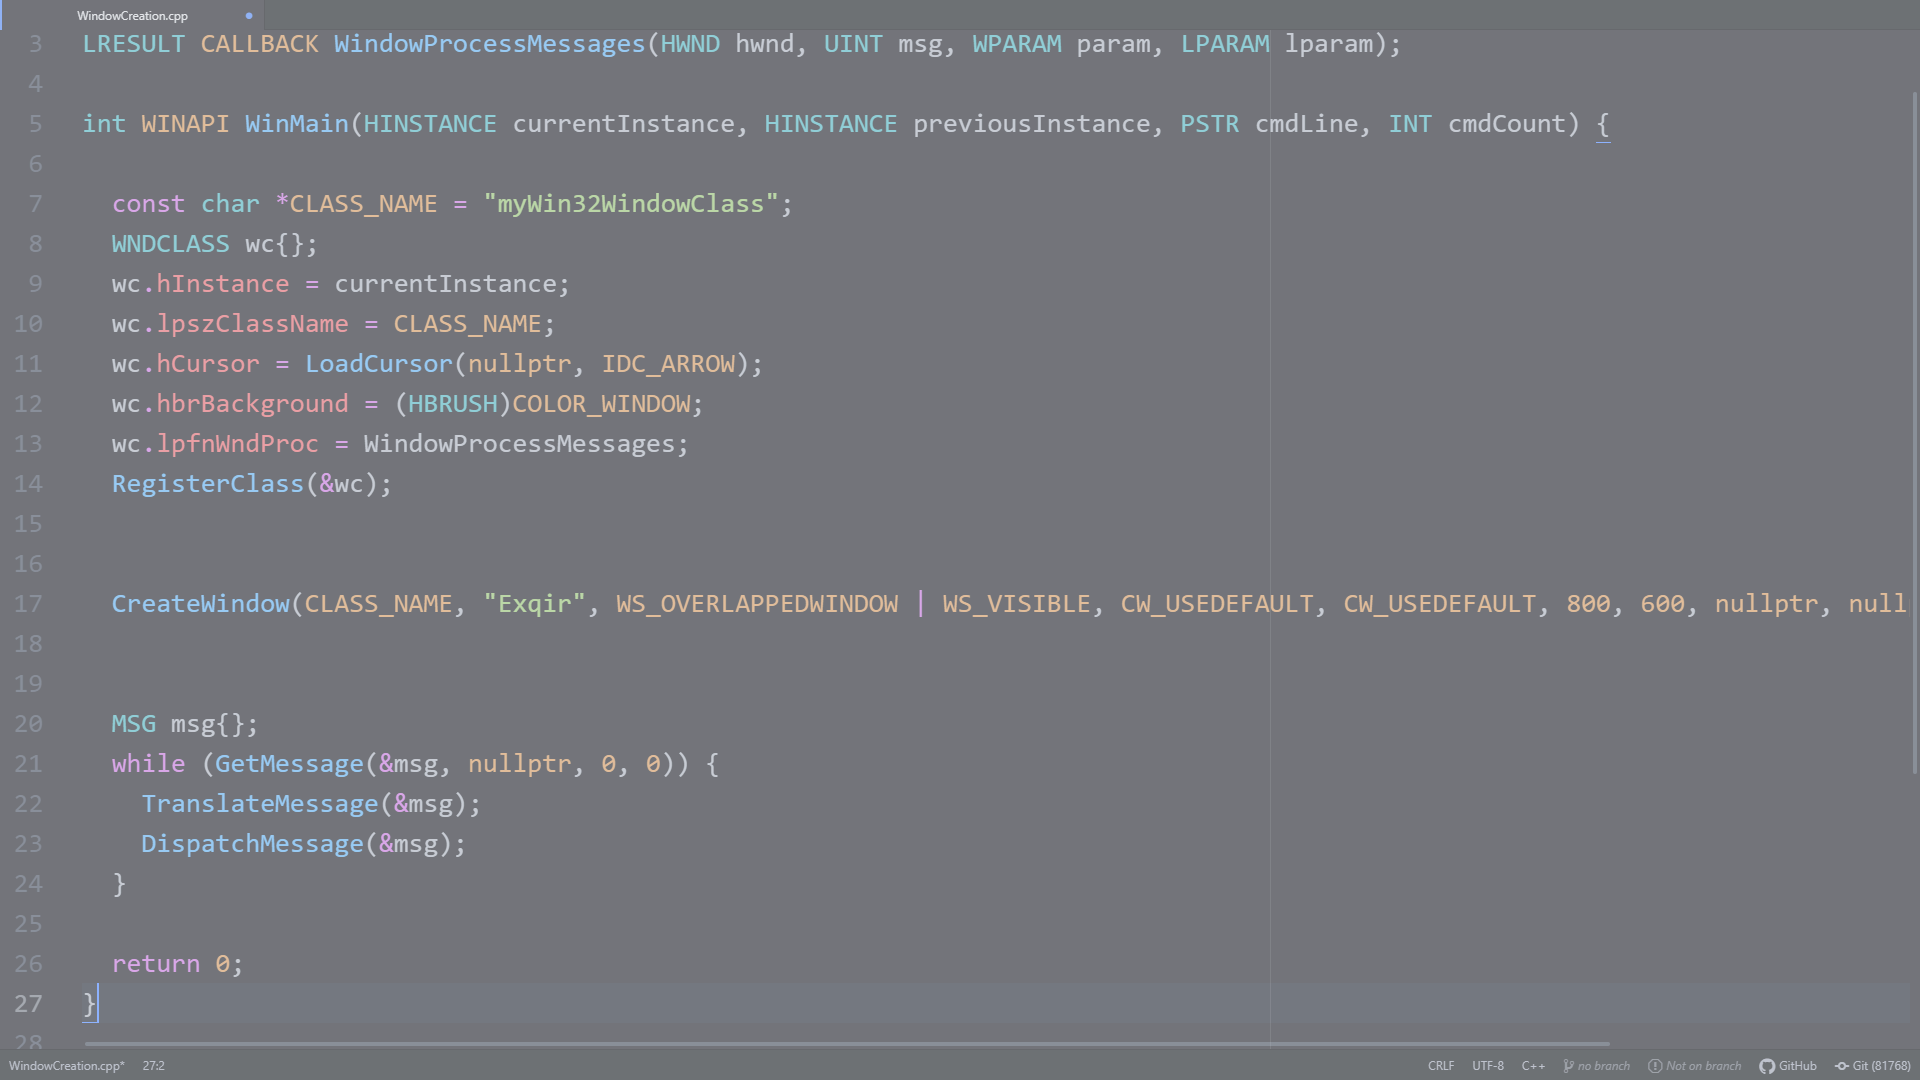 WindowCreation.cpp
3 LRESULT CALLBACK WindowProcessMessages(HWND hwnd, UINT msg, WPARAM param, LPARAM lparam);
4
5 int WINAPI WinMain(HINSTANCE currentInstance, HINSTANCE previousInstance, PSTR cmdLine, INT cmdCount) {
6
7   const char *CLASS_NAME = "myWin32WindowClass";
8   WNDCLASS wc{};
9   wc.hInstance = currentInstance;
10   wc.lpszClassName = CLASS_NAME;
11   wc.hCursor = LoadCursor(nullptr, IDC_ARROW);
12   wc.hbrBackground = (HBRUSH)COLOR_WINDOW;
13   wc.lpfnWndProc = WindowProcessMessages;
14   RegisterClass(&wc);
15
16
17   CreateWindow(CLASS_NAME, "Exqir", WS_OVERLAPPEDWINDOW | WS_VISIBLE, CW_USEDEFAULT, CW_USEDEFAULT, 800, 600, nullptr, null
18
19
20   MSG msg{};
21   while (GetMessage(&msg, nullptr, 0, 0)) {
22     TranslateMessage(&msg);
23     DispatchMessage(&msg);
24   }
25
26   return 0;
27 }
28
WindowCreation.cpp* 27:2 CRLF UTF-8 C++ no branch Not on branch GitHub Git (81768)